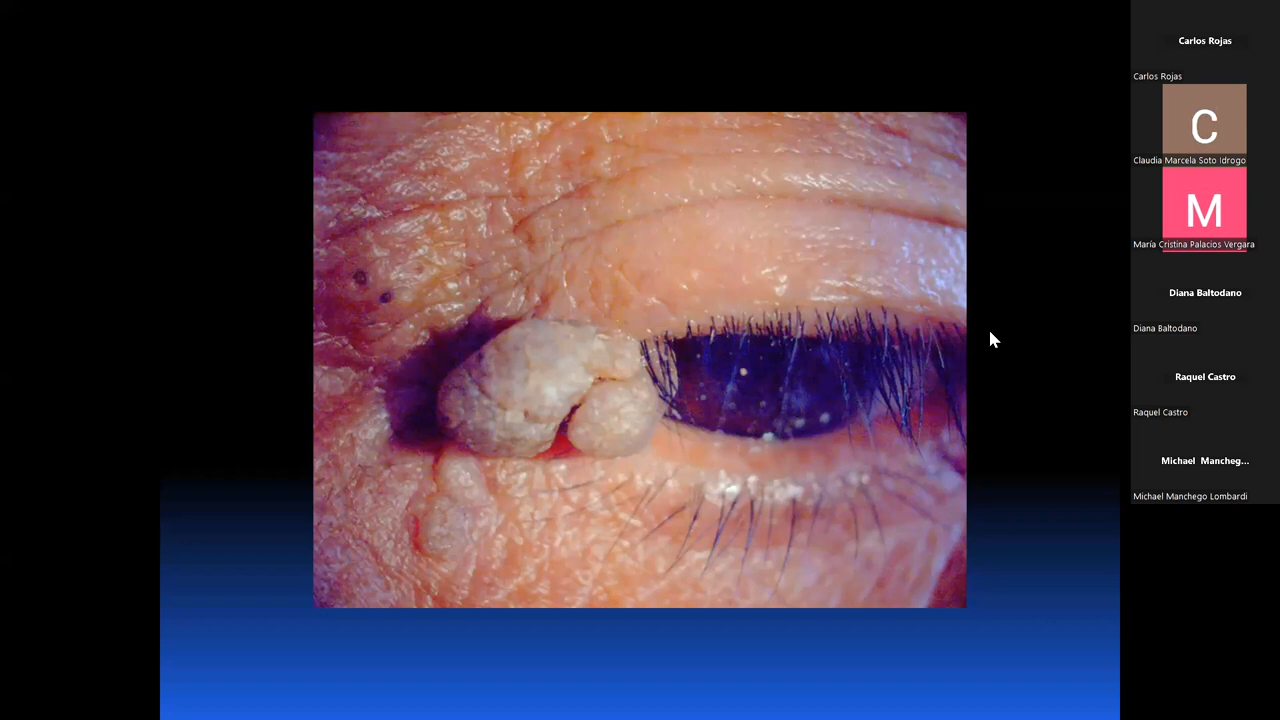 Carlos Rojas
Carlos Rojas
C
Claudia Marcela Soto Idrogo
M
María Cristina Palacios Vergara
Diana Baltodano
Diana Baltodano
Raquel Castro
Raquel Castro
Michael Mancheg...
Michael Manchego Lombardi